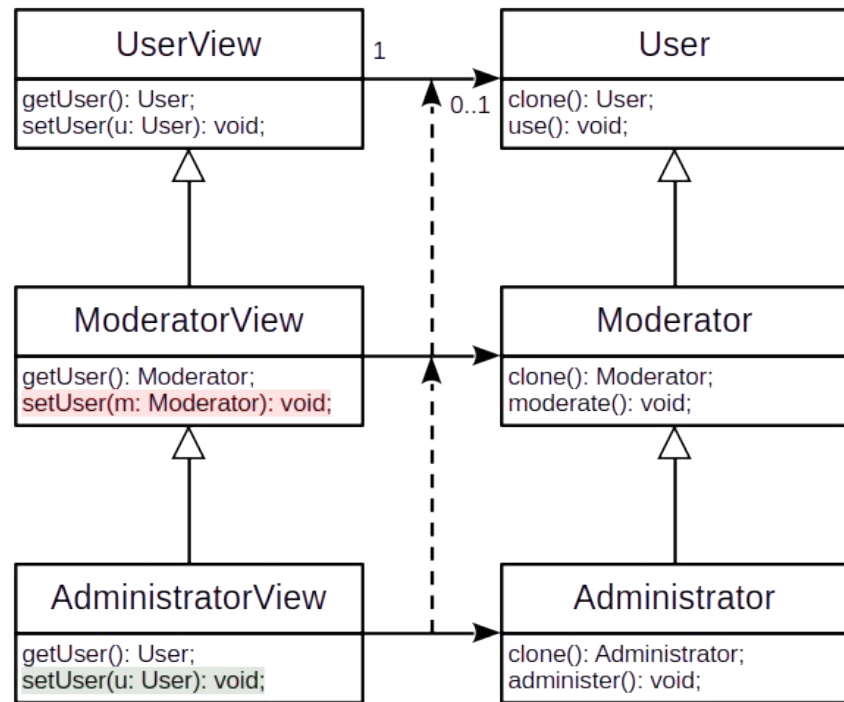 UserView
getUser(): User;
setUser(u: User): void;
1
0..1
User
clone(): User;
use(): void;
ModeratorView
getUser(): Moderator;
setUser(m: Moderator): void;
Moderator
clone(): Moderator;
moderate(): void;
AdministratorView
getUser(): User;
setUser(u: User): void;
Administrator
clone(): Administrator;
administer(): void;